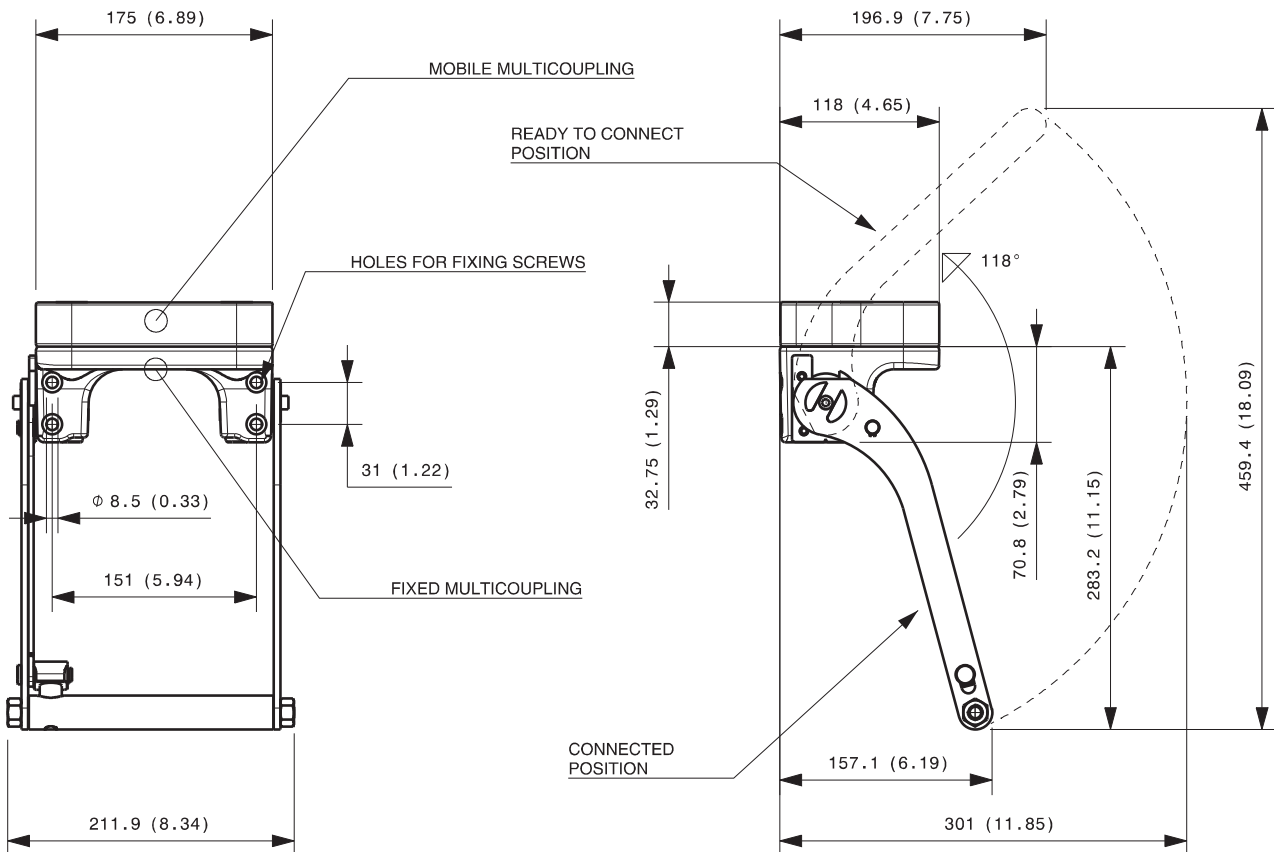 175 (6.89)
196.9 (7.75)
MOBILE MULTICOUPLING
118 (4.65)
READY TO CONNECT
POSITION
HOLES FOR FIXING SCREWS
118°
31 (1.22)
32.75 (1.29)
459.4 (18.09)
Φ 8.5 (0.33)
70.8 (2.79)
283.2 (11.15)
151 (5.94)
FIXED MULTICOUPLING
CONNECTED
POSITION
157.1 (6.19)
211.9 (8.34)
301 (11.85)